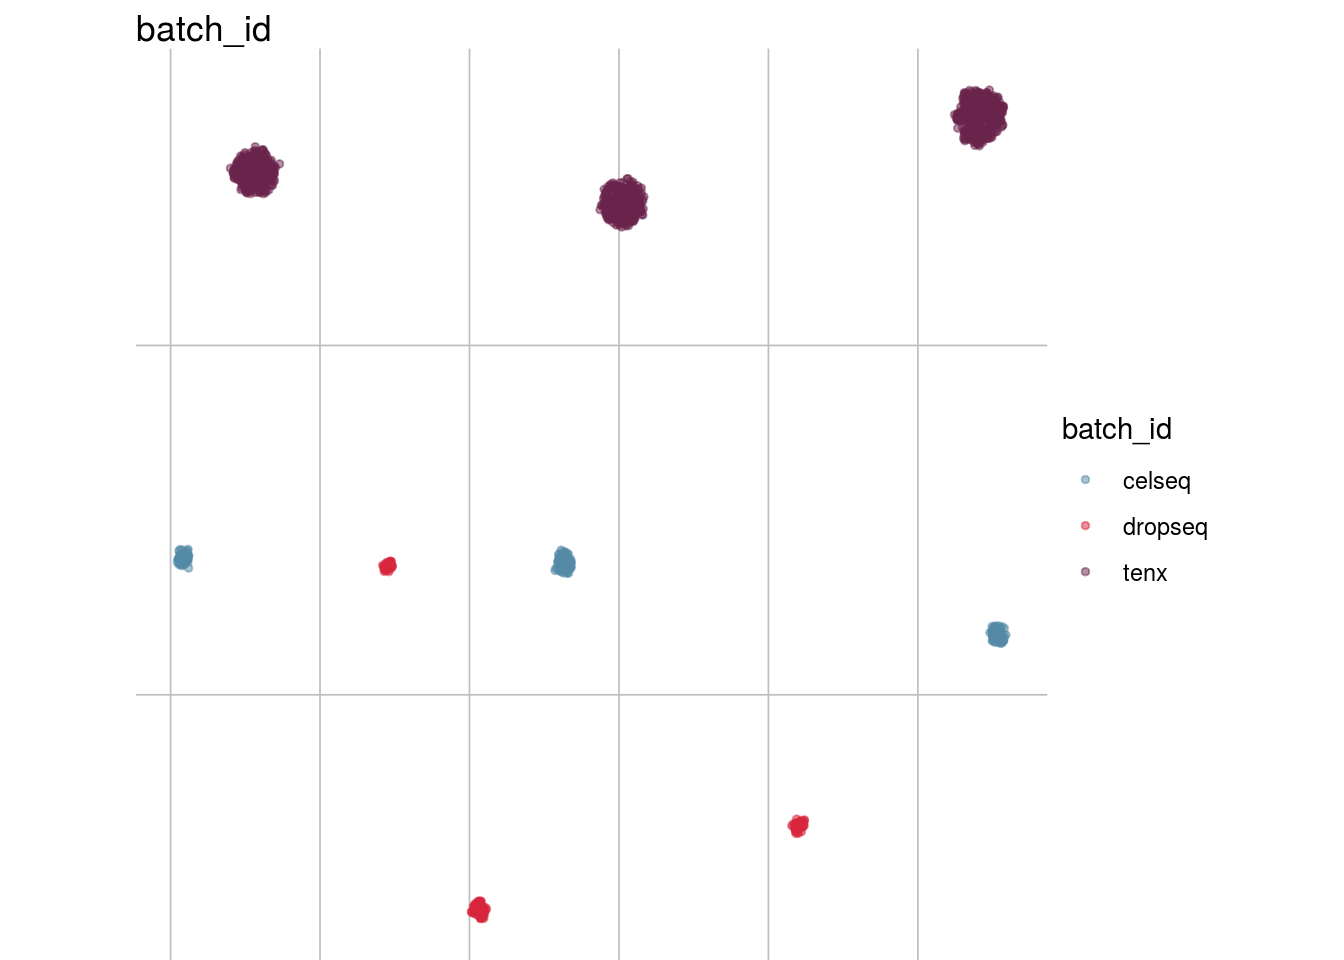 batch_id
batch_id
celseq
dropseq
tenx